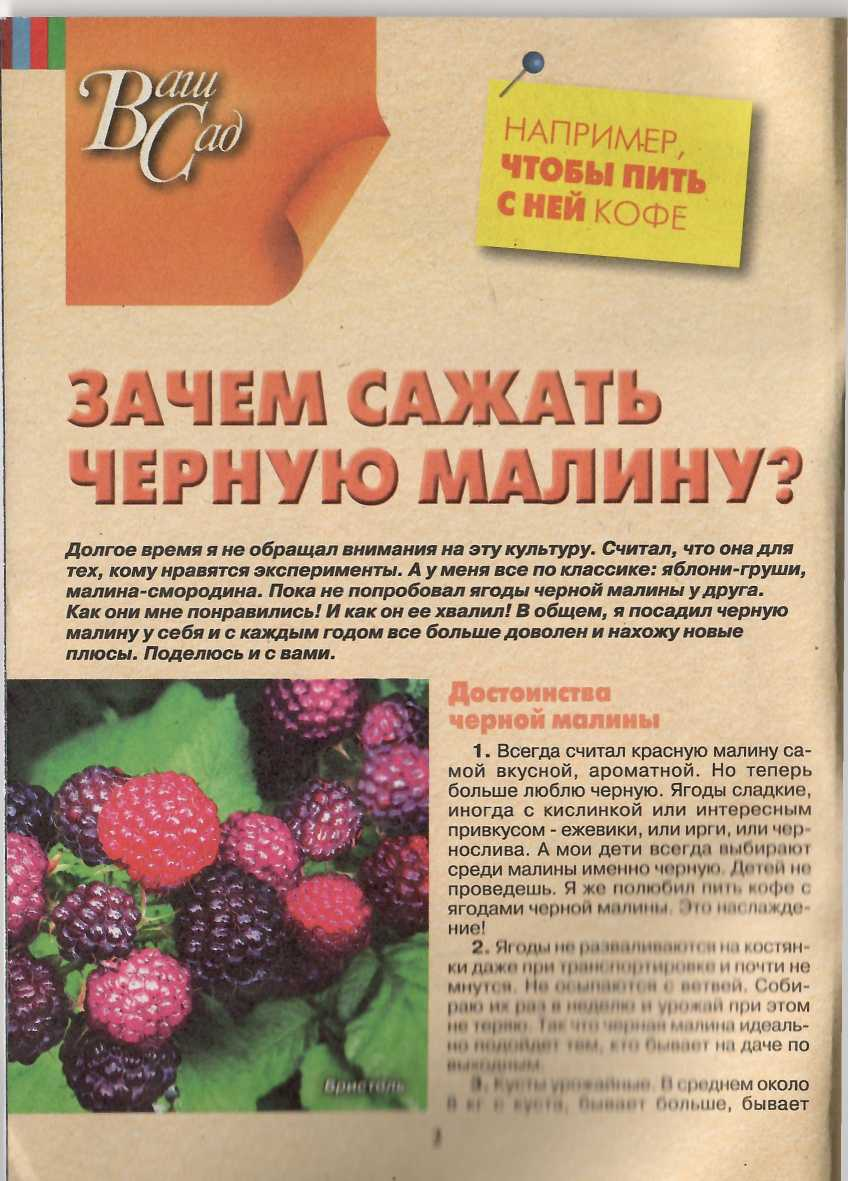 Ваш
Сад
НАПРИМЕР,
ЧТОБЫ ПИТЬ
С НЕЙ КОФЕ
ЗАЧЕМ САЖАТЬ
ЧЕРНУЮ МАЛИНУ?
Долгое время я не обращал внимания на эту культуру. Считал, что она для
тех, кому нравятся эксперименты. А у меня все по классике: яблони-груши,
малина-смородина. Пока не попробовал ягоды черной малины у друга.
Как они мне понравились! И как он ее хвалил! В общем, я посадил черную
малину у себя и с каждым годом все больше доволен и нахожу новые
плюсы. Поделюсь и с вами.
Достоинства
черной малины
1. Всегда считал красную малину са-
мой вкусной, ароматной. Но теперь
больше люблю черную. Ягоды сладкие,
иногда с кислинкой или интересным
привкусом - ежевики, или ирги, или чер-
нослива. А мои дети всегда выбирают
среди малины именно черную. Детей не
проведешь. Я же полюбил пить кофе с
ягодами черной малины. Это наслажде-
ние!
2. Ягоды не разваливаются на костян-
ки даже при транспортировке и почти не
мнутся. Не осыпаются с ветвей. Соби-
раю их раз в неделю и урожай при этом
не теряю. Так что черная малина идеаль-
но подойдет тем, кто бывает на даче по
выходным.
3. Кусты урожайные. В среднем около
кг с куста, бывает больше, бывает
Бристоль